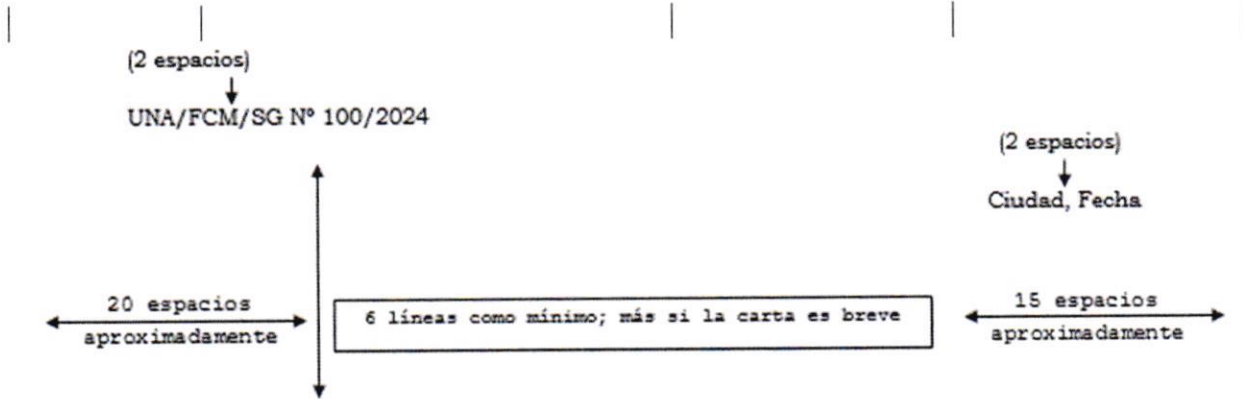 (2 espacios)
UNA/FCM/SG Nº 100/2024
(2 espacios)
Ciudad, Fecha
20 espacios
aproximadamente
6 líneas como mínimo; más si la carta es breve
15 espacios
aproximadamente